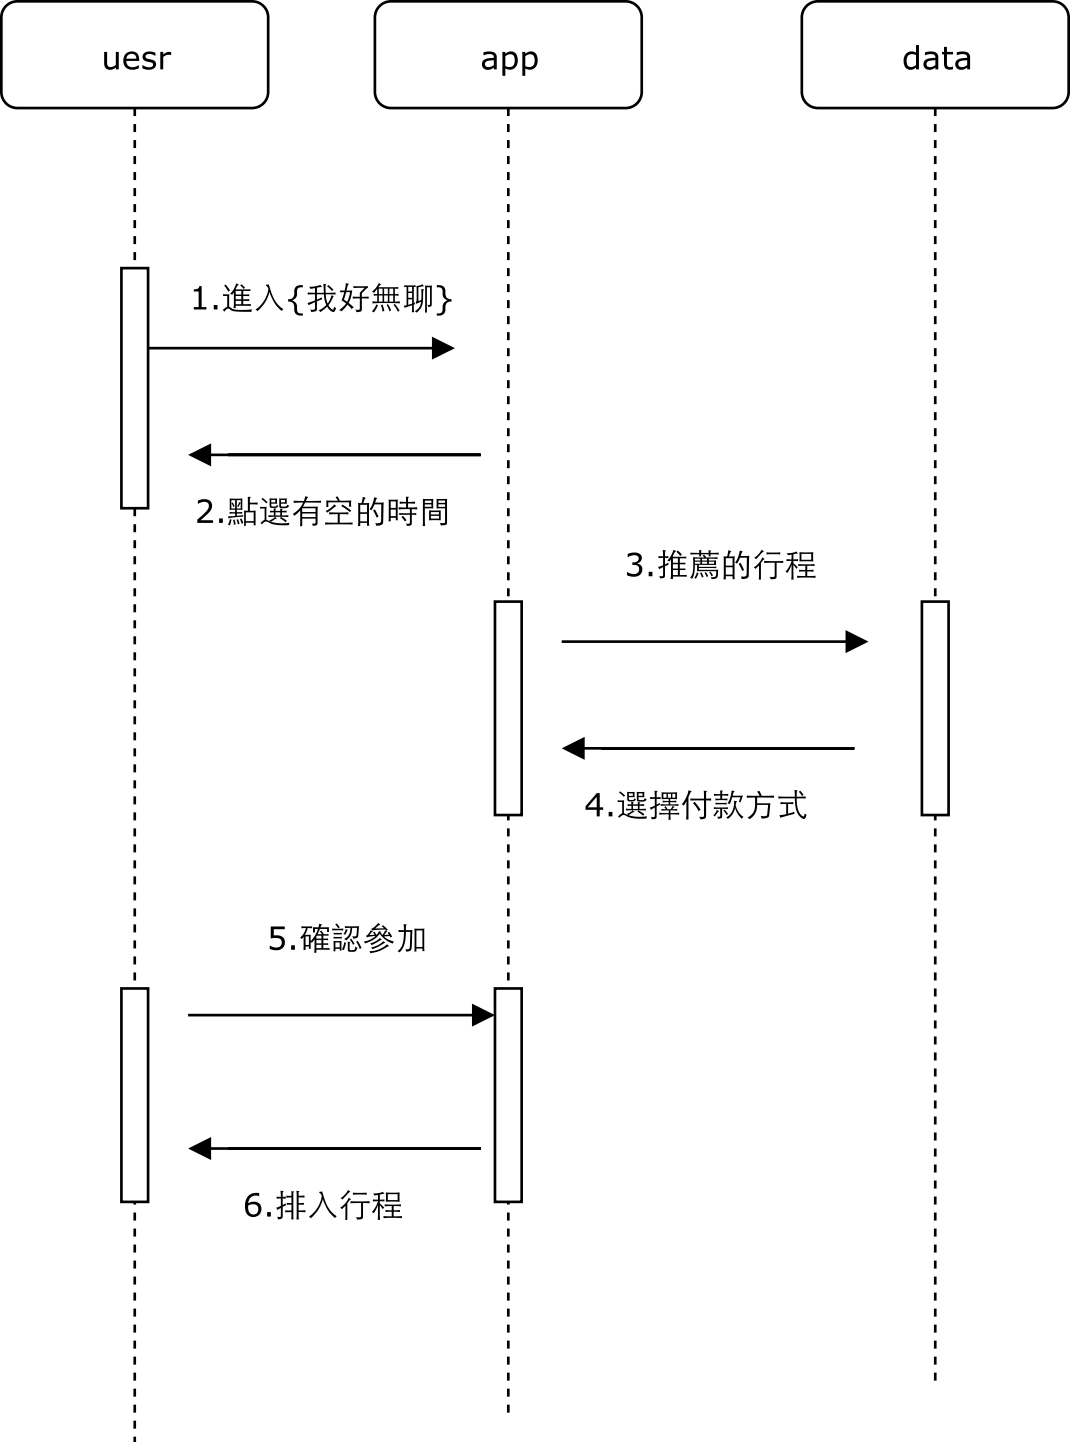 uesr
app
data
1.進入{我好無聊}
2.點選有空的時間
3.推薦的行程
4.選擇付款方式
5.確認參加
6.排入行程